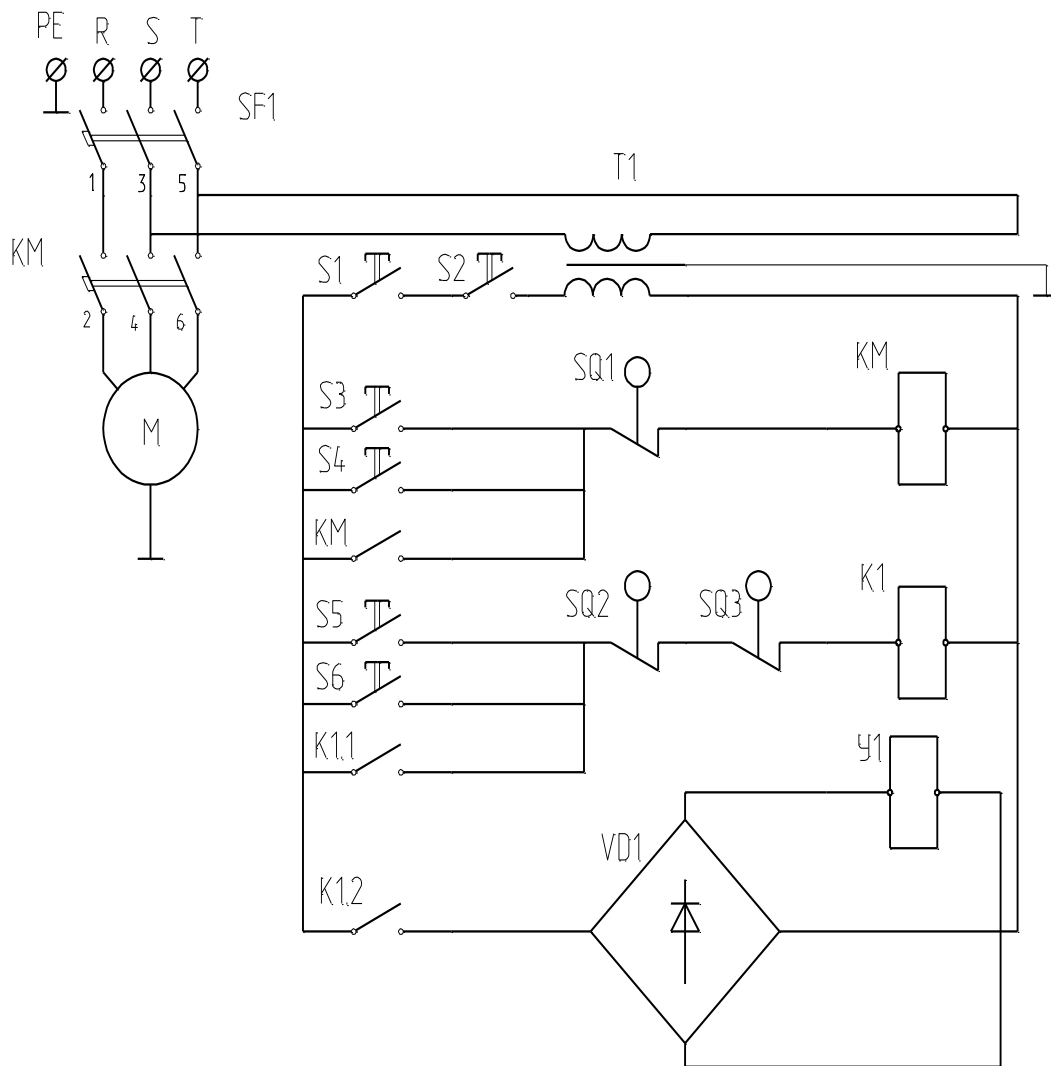 PE R S T
SF1
T1
1 3 5
KM
S1 S2
2 4 6
SQ1 KM
S3
M
S4
KM
K1
SQ2 SQ3
S5
S6
K1,1 У1
VD1
K1,2